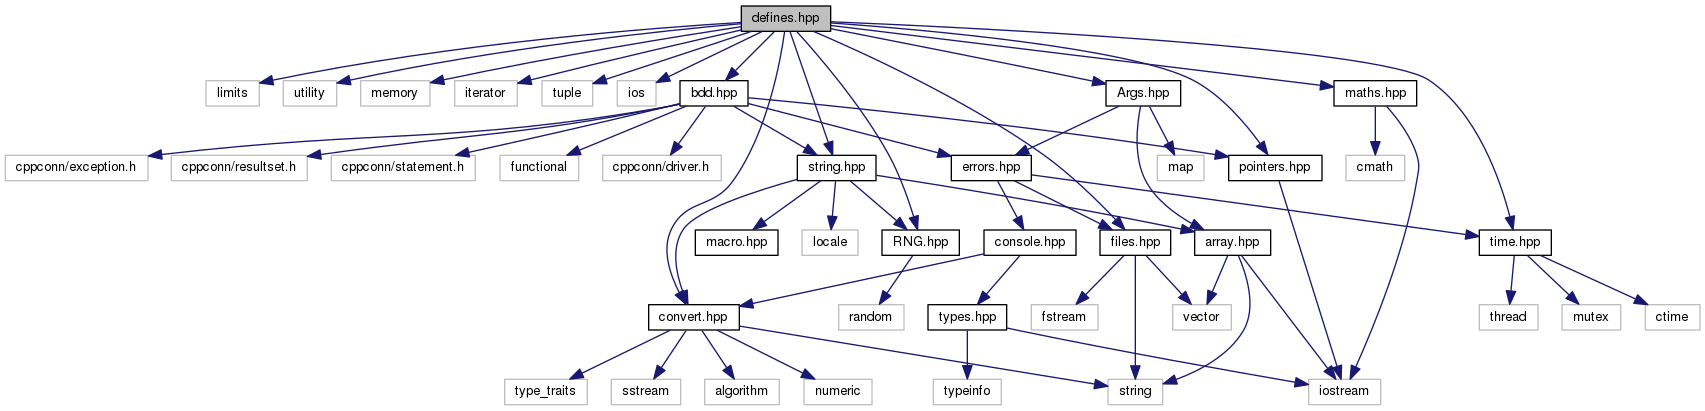 defines.hpp
limits
utility
memory
iterator
tuple
ios
bdd.hpp
Args.hpp
maths.hpp
cppconn/exception.h
cppconn/resultset.h
cppconn/statement.h
functional
cppconn/driver.h
string.hpp
errors.hpp
map
pointers.hpp
cmath
macro.hpp
locale
RNG.hpp
console.hpp
files.hpp
array.hpp
time.hpp
convert.hpp
random
types.hpp
fstream
vector
thread
mutex
ctime
type_traits
sstream
algorithm
numeric
typeinfo
string
iostream